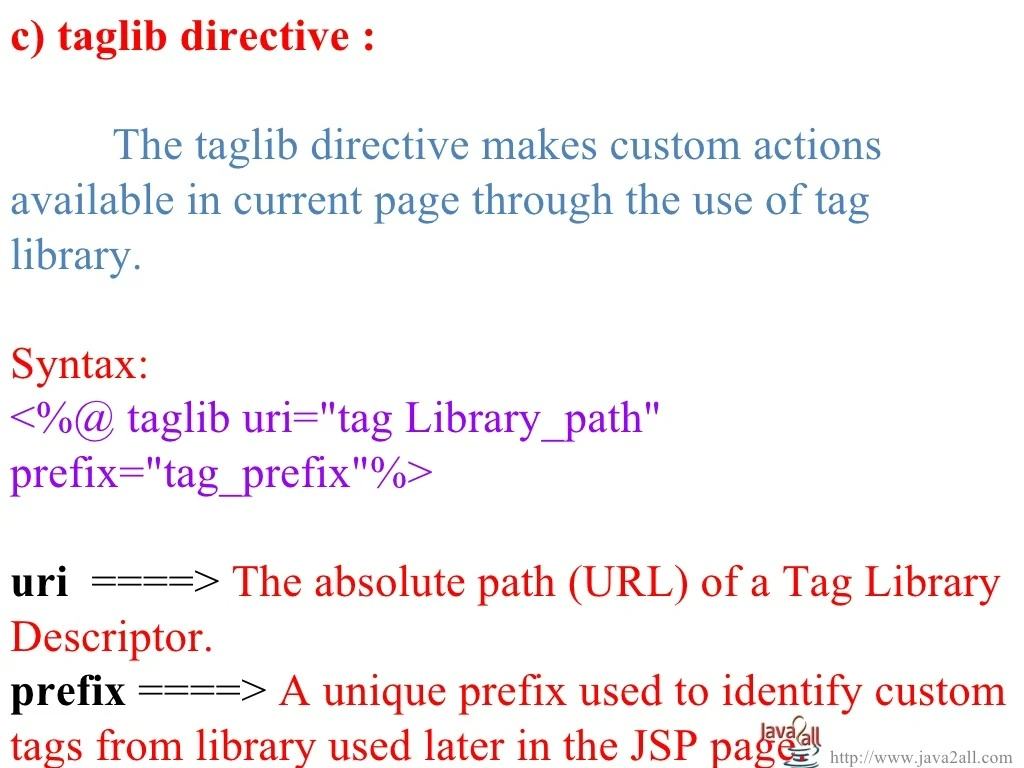 c) taglib directive :
The taglib directive makes custom actions
available in current page through the use of tag
library.
Syntax:
<%@ taglib uri="tag Library_path"
prefix="tag_prefix"%>
uri ====> The absolute path (URL) of a Tag Library
Descriptor.
prefix ====> A unique prefix used to identify custom
tags from library used later in the JSP page.
Java2all
http://www.java2all.com